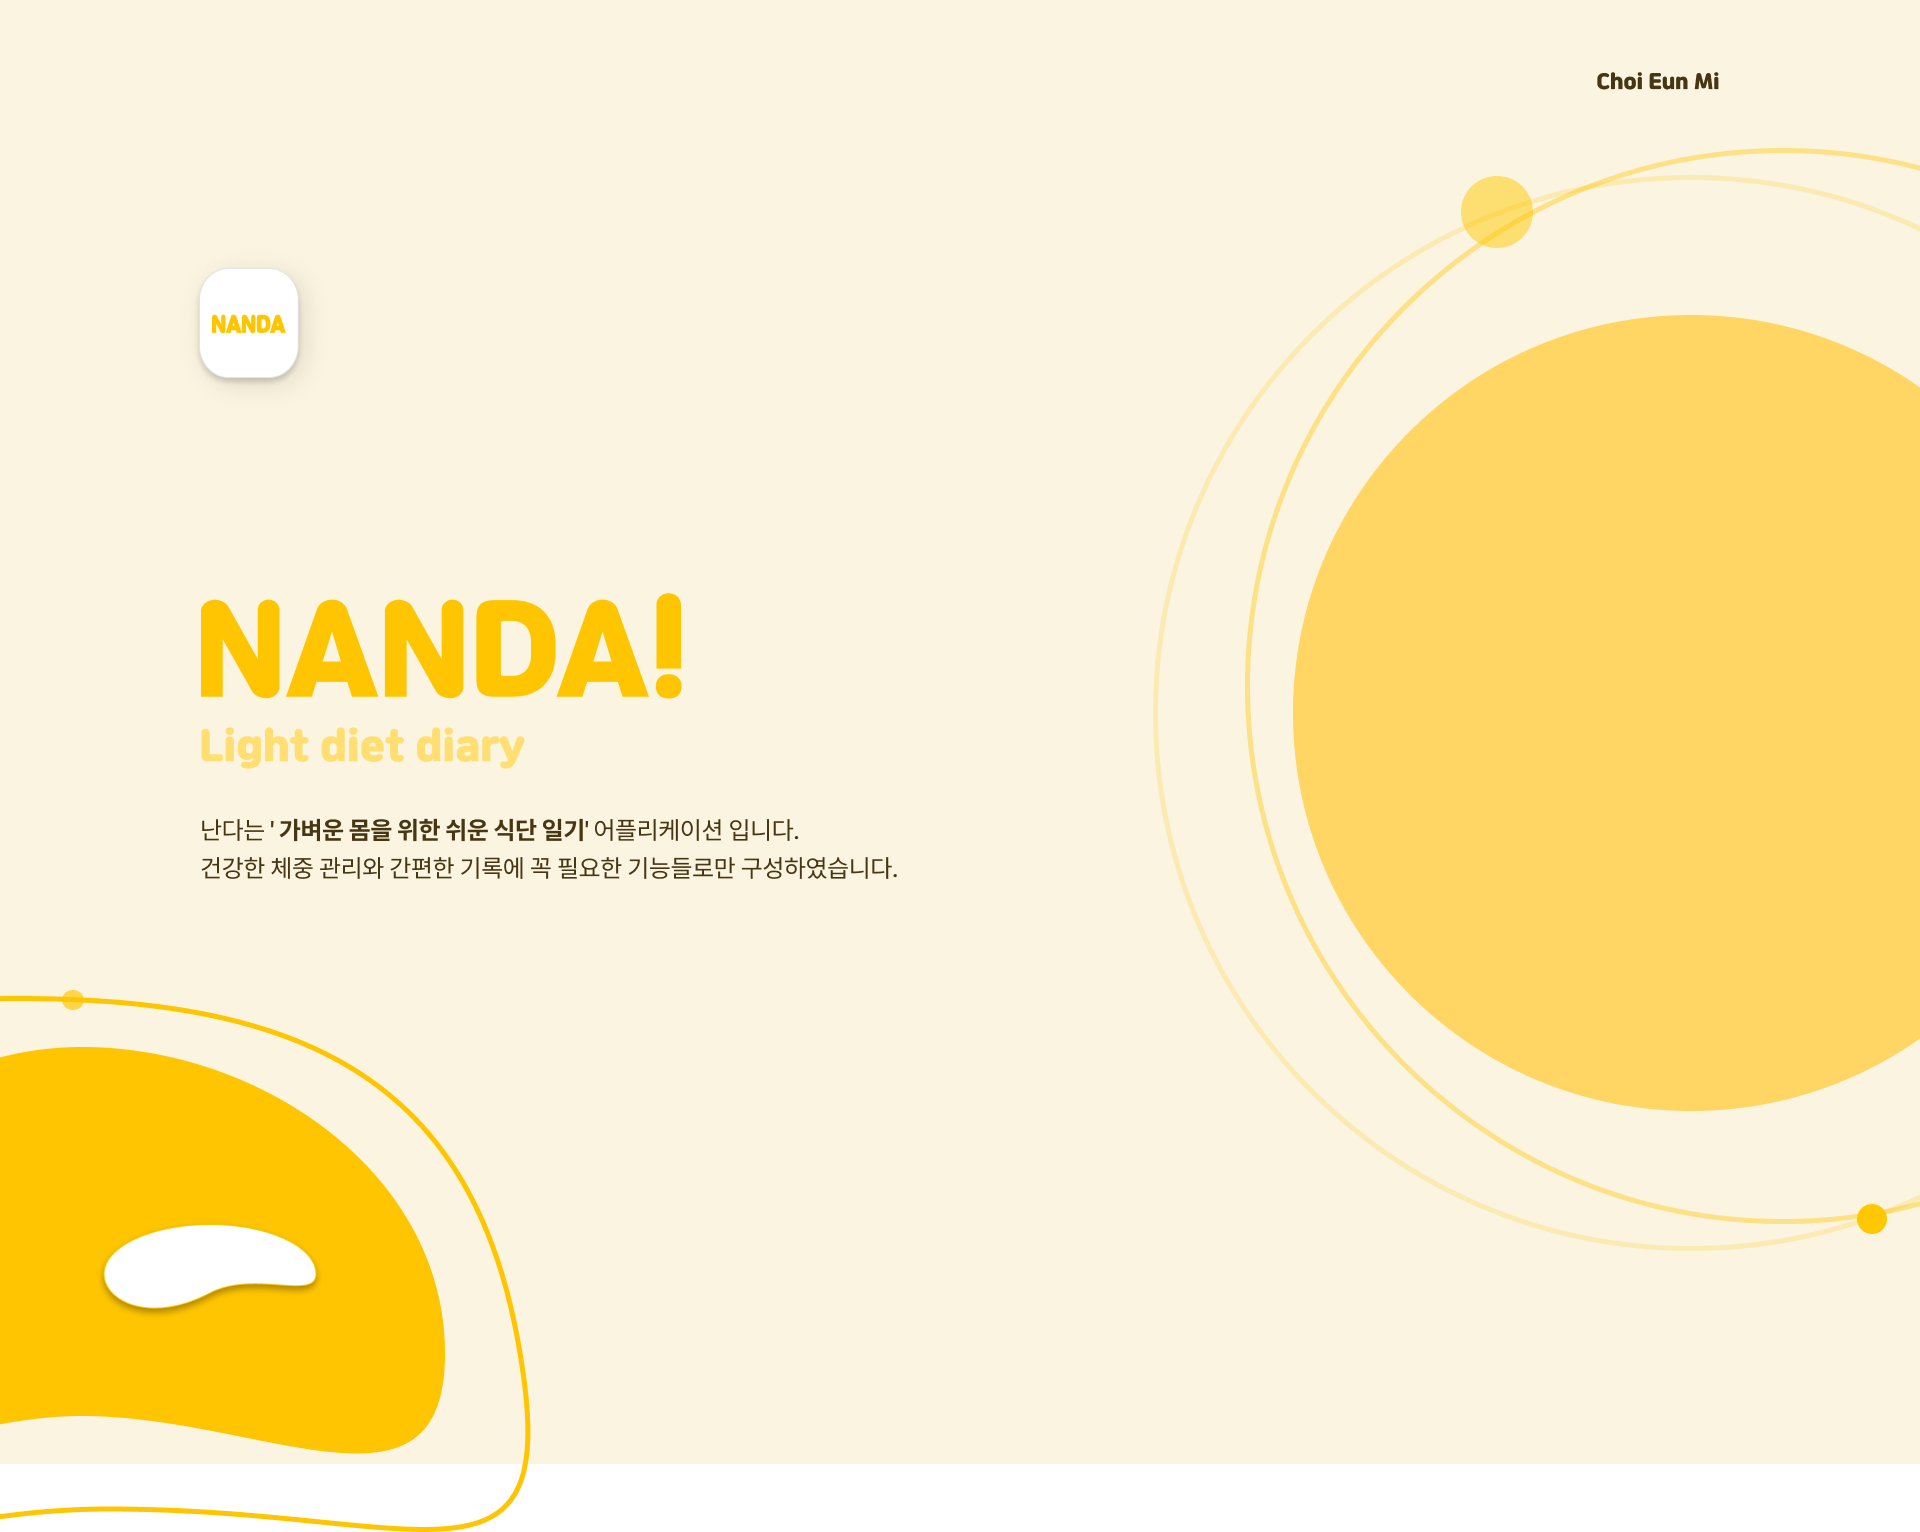 Choi Eun Mi
NANDA
NANDA!
Light diet diary
난다는 ' 가벼운 몸을 위한 쉬운 식단 일기' 어플리케이션 입니다.
건강한 체중 관리와 간편한 기록에 꼭 필요한 기능들로만 구성하였습니다.